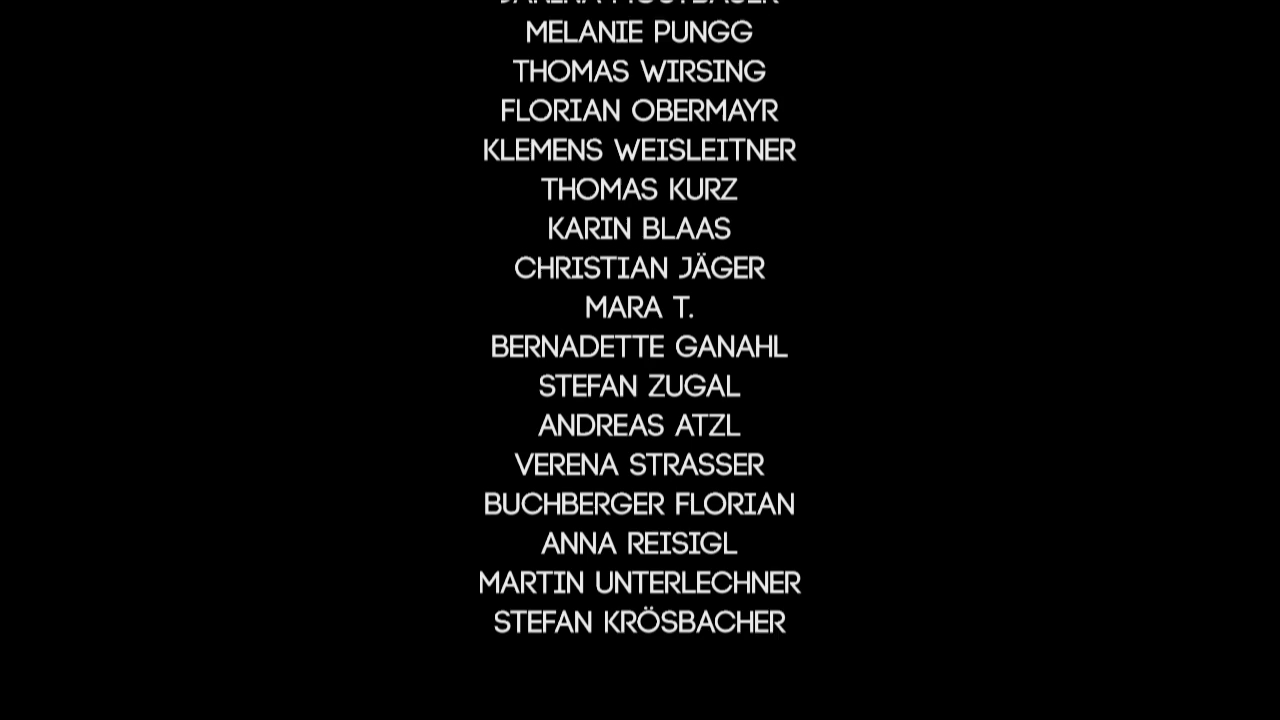 MELANIE PUNGG
THOMAS WIRSING
FLORIAN OBERMAYR
KLEMENS WEISLEITNER
THOMAS KURZ
KARIN BLAAS
CHRISTIAN JÄGER
MARA T.
BERNADETTE GANAHL
STEFAN ZUGAL
ANDREAS ATZL
VERENA STRASSER
BUCHBERGER FLORIAN
ANNA REISIGL
MARTIN UNTERLECHNER
STEFAN KRÖSBACHER